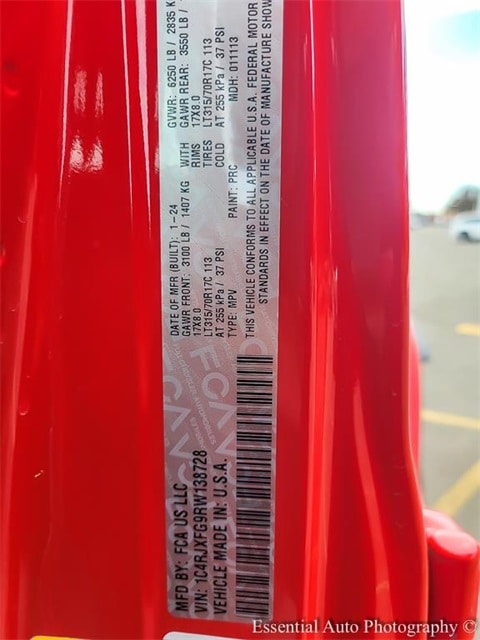 MFD BY: FCA US LLC
VIN: 1C4RJXFG9RW138728
VEHICLE MADE IN: U.S.A.
DATE OF MFR (BUILT): 1-24
GAWR FRONT: 3100 LB / 1407 KG
17X8.0
LT315/70R17C 113
AT 255 kPa / 37 PSI
TYPE: MPV
WITH
RIMS
TIRES
COLD
PAINT: PRC
GVWR: 6250 LB / 2835 K
GAWR REAR: 3550 LB /
17X8.0
LT315/70R17C 113
AT 255 kPa / 37 PSI
MDH: 011113
THIS VEHICLE CONFORMS TO ALL APPLICABLE U.S.A. FEDERAL MOTOR
STANDARDS IN EFFECT ON THE DATE OF MANUFACTURE SHOW
FCA
Essential Auto Photography ©